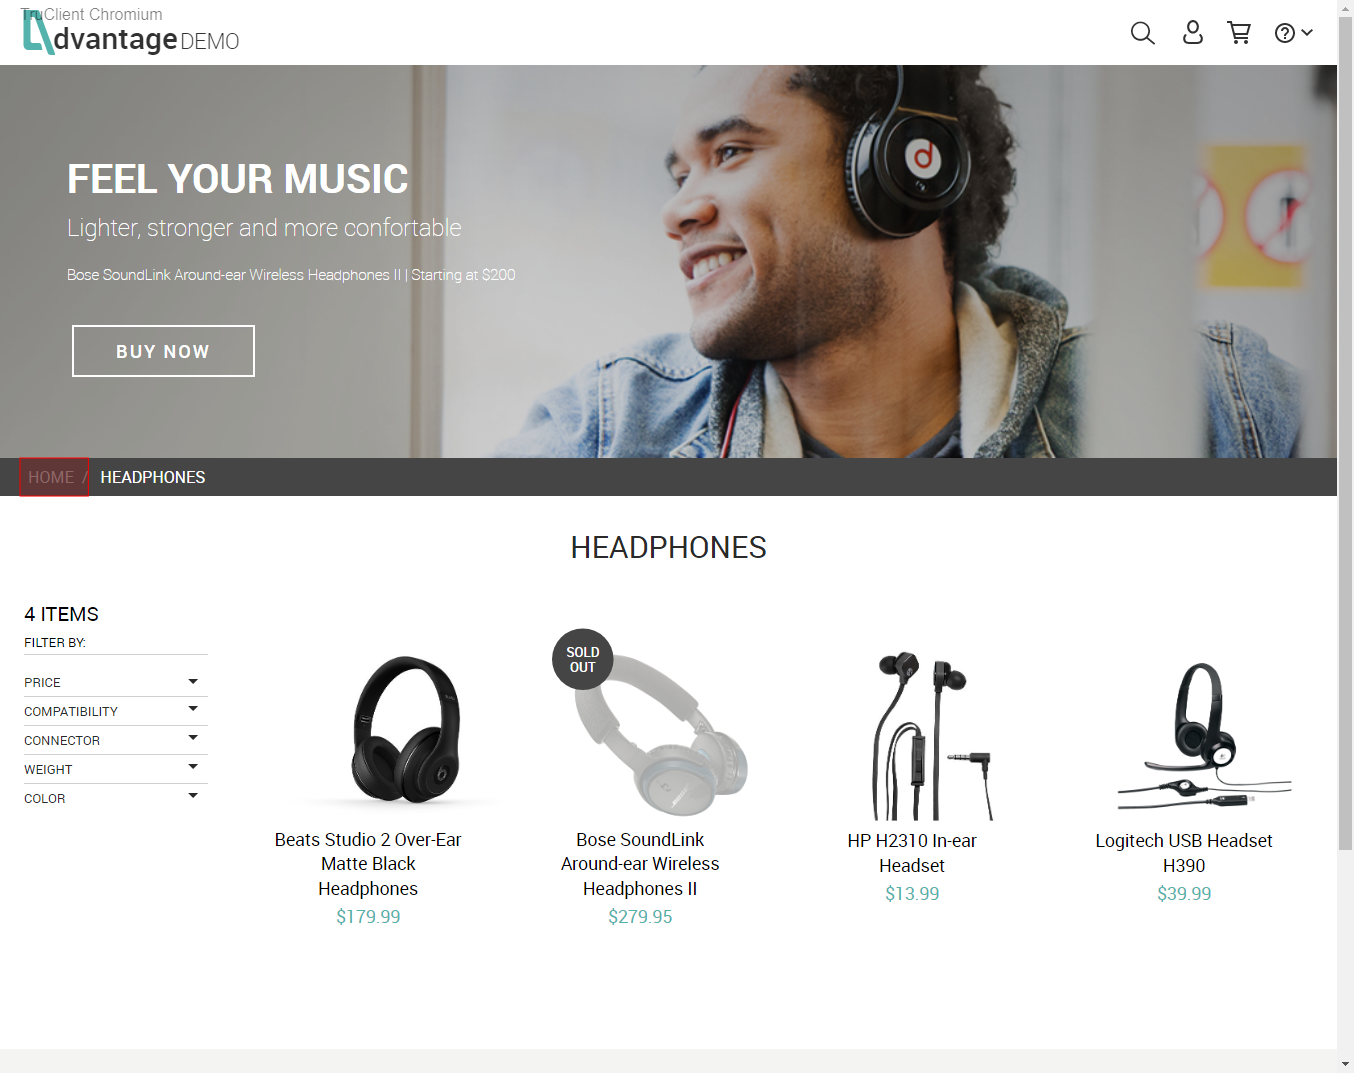 TruClient Chromium
dvantage DEMO
FEEL YOUR MUSIC
Lighter, stronger and more confortable
Bose SoundLink Around-ear Wireless Headphones II | Starting at $200
BUY NOW
HOME / HEADPHONES
HEADPHONES
4 ITEMS
FILTER BY:
PRICE
COMPATIBILITY
CONNECTOR
WEIGHT
COLOR
Beats Studio 2 Over-Ear
Matte Black
Headphones
$179.99
SOLD
OUT
Bose SoundLink
Around-ear Wireless
Headphones II
$279.95
HP H2310 In-ear
Headset
$13.99
Logitech USB Headset
H390
$39.99